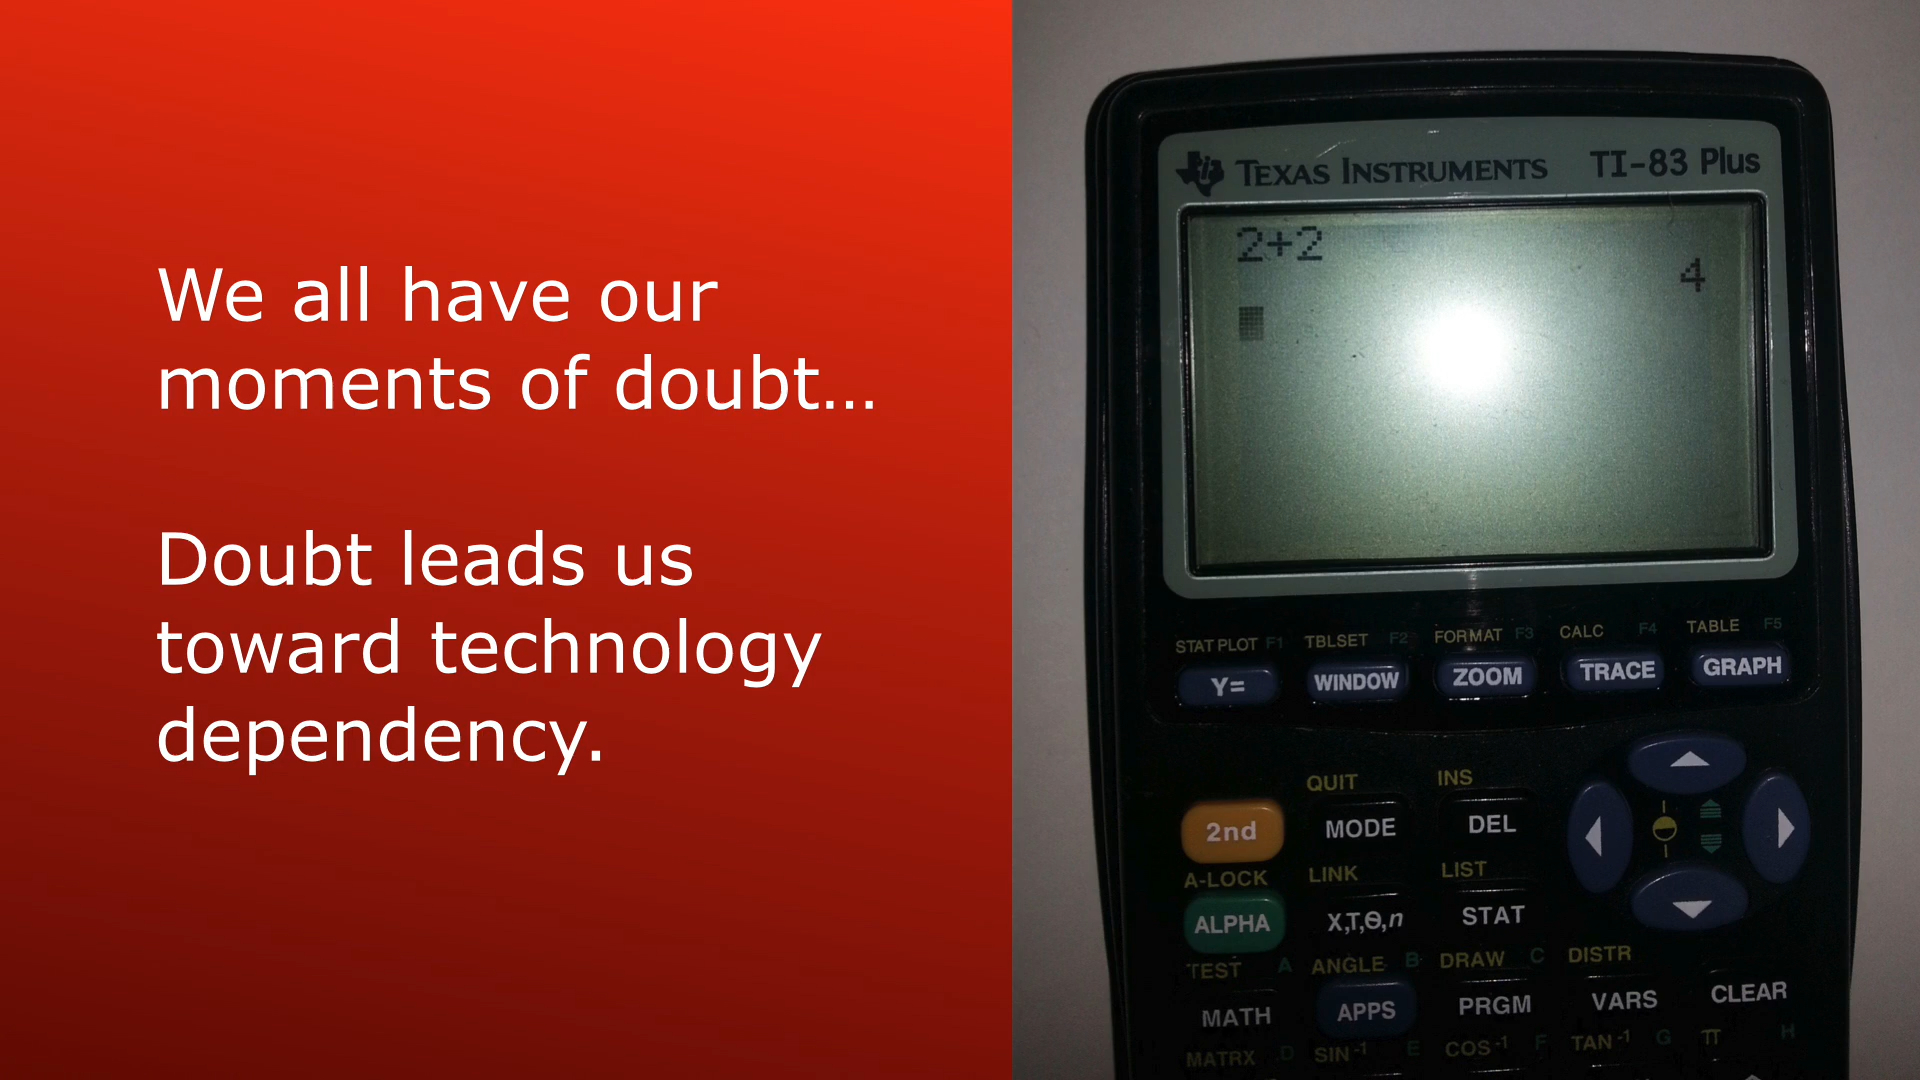 We all have our
moments of doubt...
Doubt leads us
toward technology
dependency.
TEXAS INSTRUMENTS TI-83 Plus
2+2
4
STAT PLOT F1 TBLSET F2 FORMAT F3 CALC F4 TABLE F5
Y= WINDOW ZOOM TRACE GRAPH
QUIT INS
2nd MODE DEL
A-LOCK LINK LIST
ALPHA X,T,Θ,n STAT
TEST A ANGLE B DRAW C DISTR
MATH APPS PRGM VARS CLEAR
MATRX D SIN⁻¹ E COS⁻¹ F TAN⁻¹ G π H